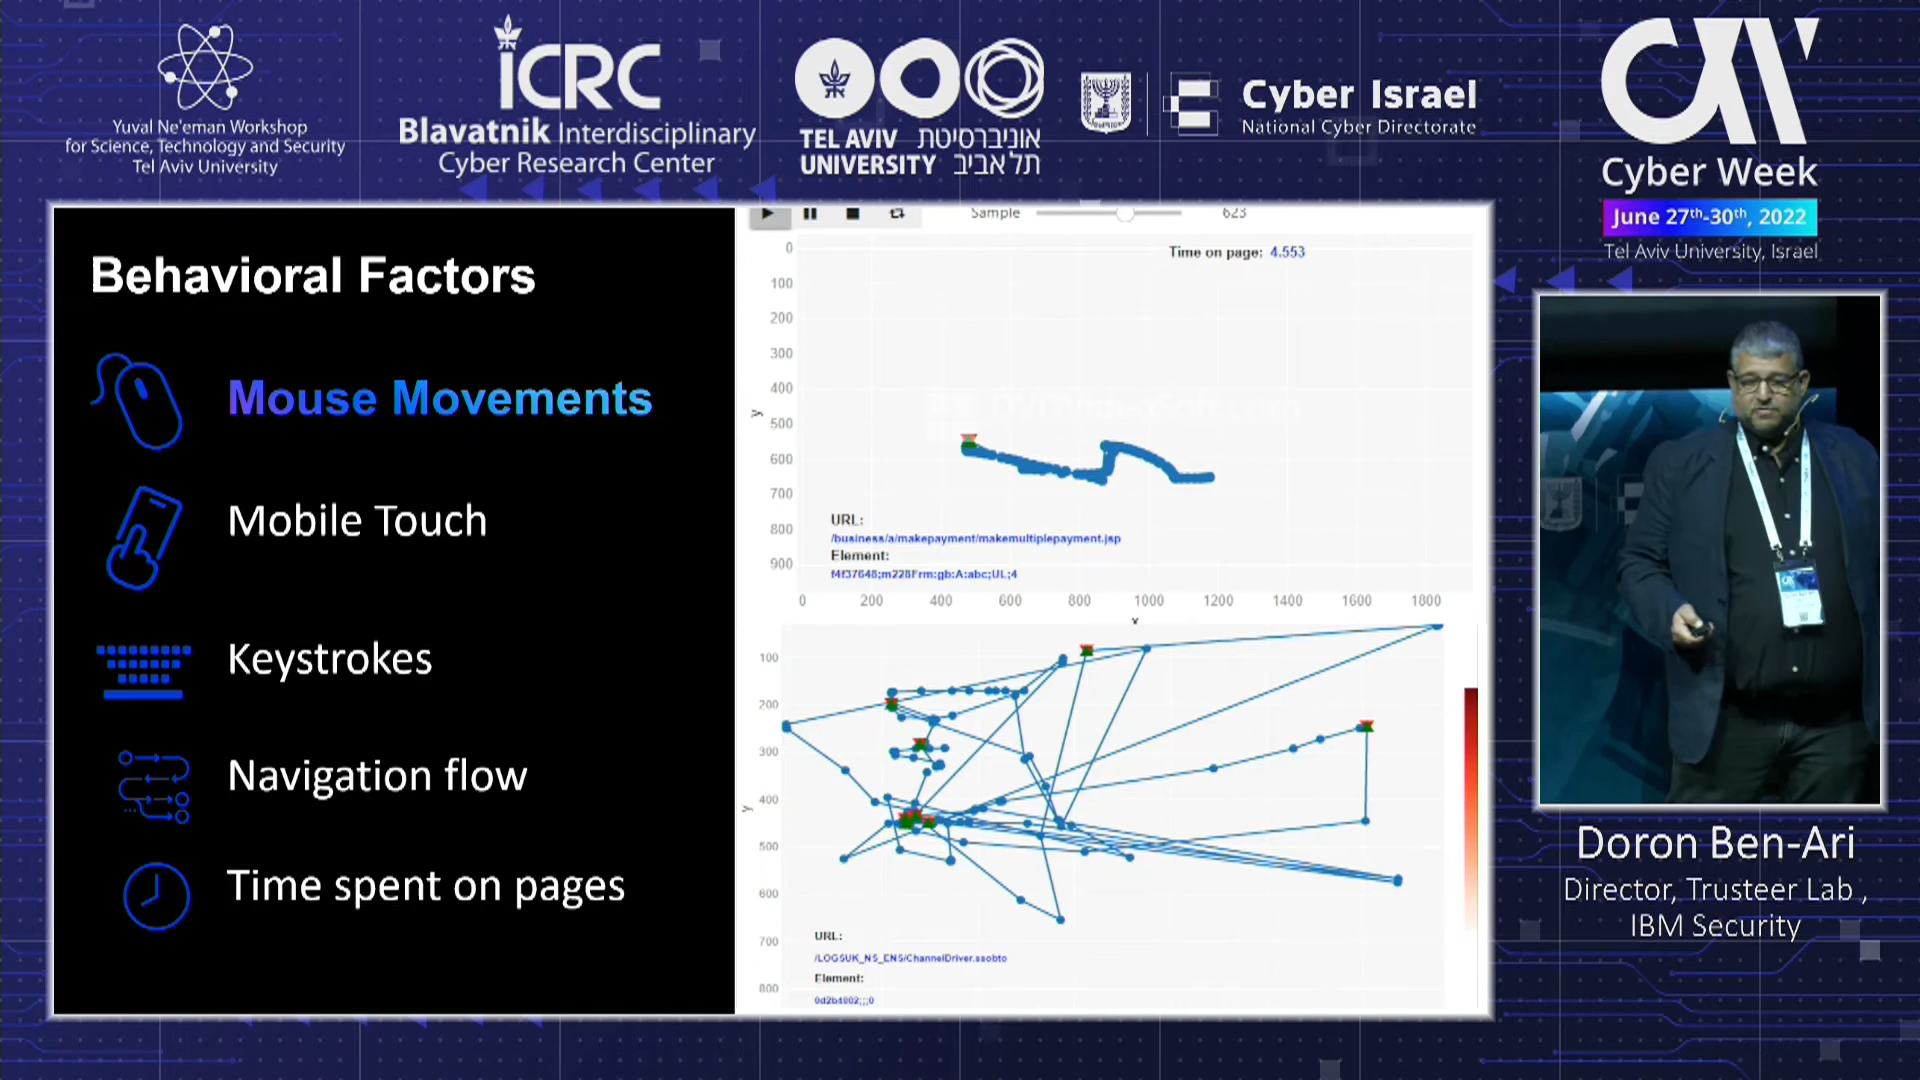 Yuval Ne'eman Workshop
for Science, Technology and Security
Tel Aviv University
iCRC
Blavatnik Interdisciplinary
Cyber Research Center
TEL AVIV אוניברסיטת
UNIVERSITY תל אביב
Cyber Israel
National Cyber Directorate
Cyber Week
June 27th-30th, 2022
Tel Aviv University, Israel
Behavioral Factors
Mouse Movements
Mobile Touch
Keystrokes
Navigation flow
Time spent on pages
Sample 623
Time on page: 4.553
0
100
200
300
400
500
600
700
800
900
y
URL:
/business/a/makepayment/makemultiplepayment.jsp
Element:
f4f37648;m228Frm:gb:A:abc;UL;4
0 200 400 600 800 1000 1200 1400 1600 1800
x
100
200
300
400
500
600
700
800
y
URL:
/LOGSUK_NS_ENS/ChannelDriver.ssobto
Element:
0d2b4802;;;0
Doron Ben-Ari
Director, Trusteer Lab ,
IBM Security